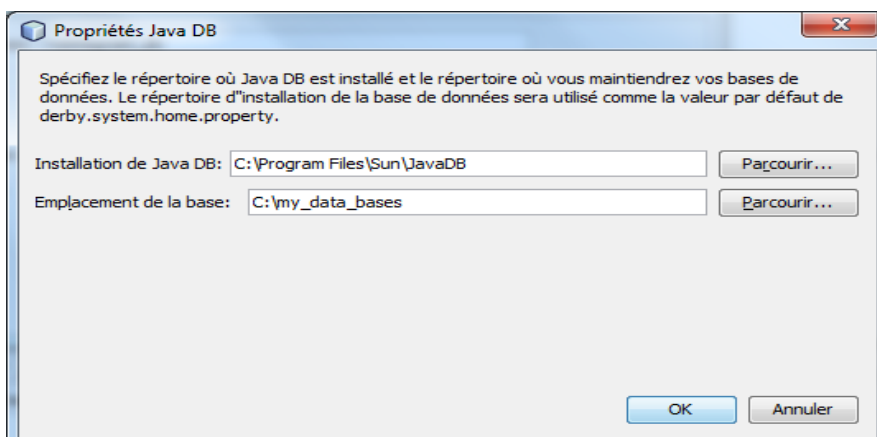 Propriétés Java DB
Spécifiez le répertoire où Java DB est installé et le répertoire où vous maintiendrez vos bases de
données. Le répertoire d"installation de la base de données sera utilisé comme la valeur par défaut de
derby.system.home.property.
Installation de Java DB: C:\Program Files\Sun\JavaDB Parcourir...
Emplacement de la base: C:\my_data_bases Parcourir...
OK Annuler